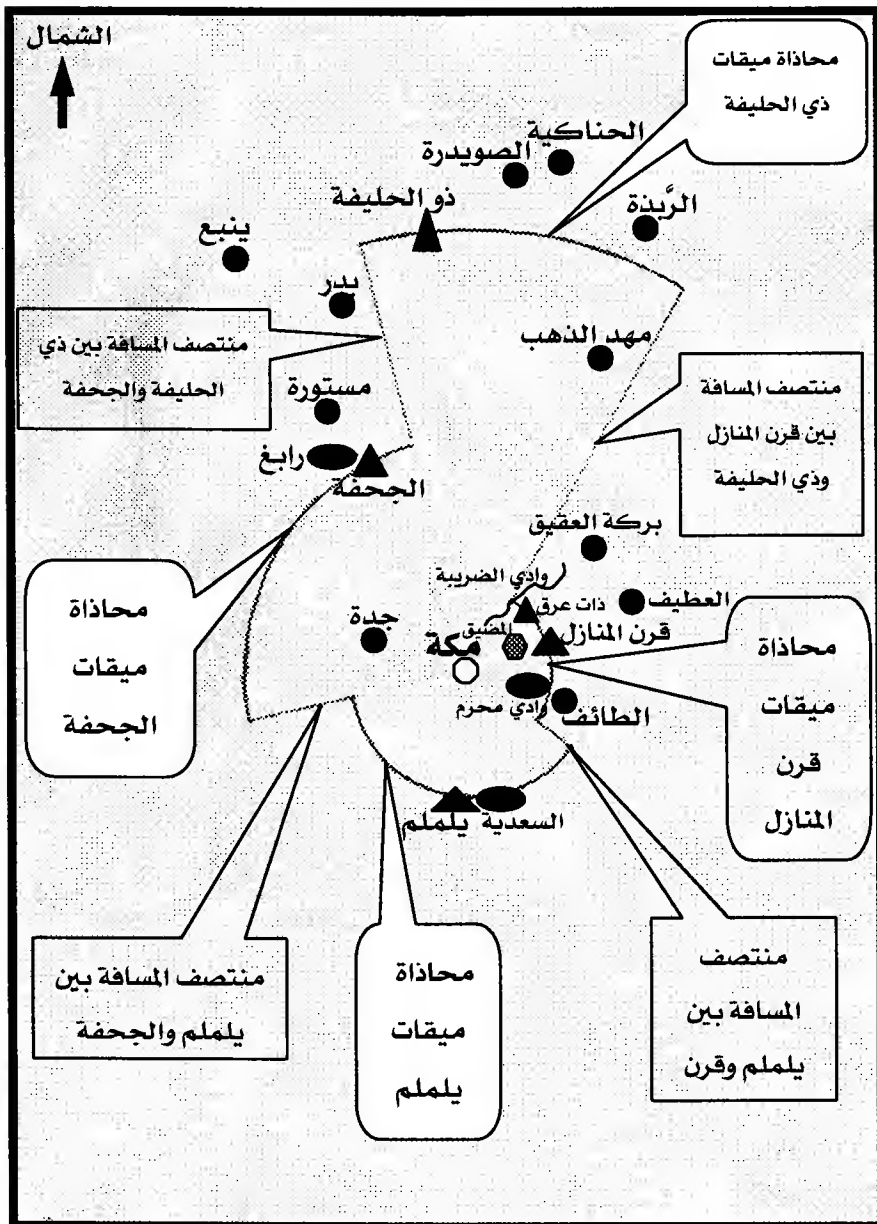 الشمال
محاذاة ميقات
ذي الحليفة
الحناكية
الصويدرة
ذو الحليفة
الرَّبذة
ينبع
بدر
منتصف المسافة بين ذي
الحليفة والجحفة
مهد الذهب
منتصف المسافة
بين قرن المنازل
وذي الحليفة
مستورة
رابغ
الجحفة
بركة العقيق
وادي الضريبة
العطيف
ذات عرق
محاذاة
ميقات
الجحفة
جدة
المضيق
قرن المنازل
مكة
محاذاة
ميقات
قرن
المنازل
وادي محرم
الطائف
يلملم
السعدية
منتصف المسافة بين
يلملم والجحفة
محاذاة
ميقات
يلملم
منتصف
المسافة بين
يلملم وقرن